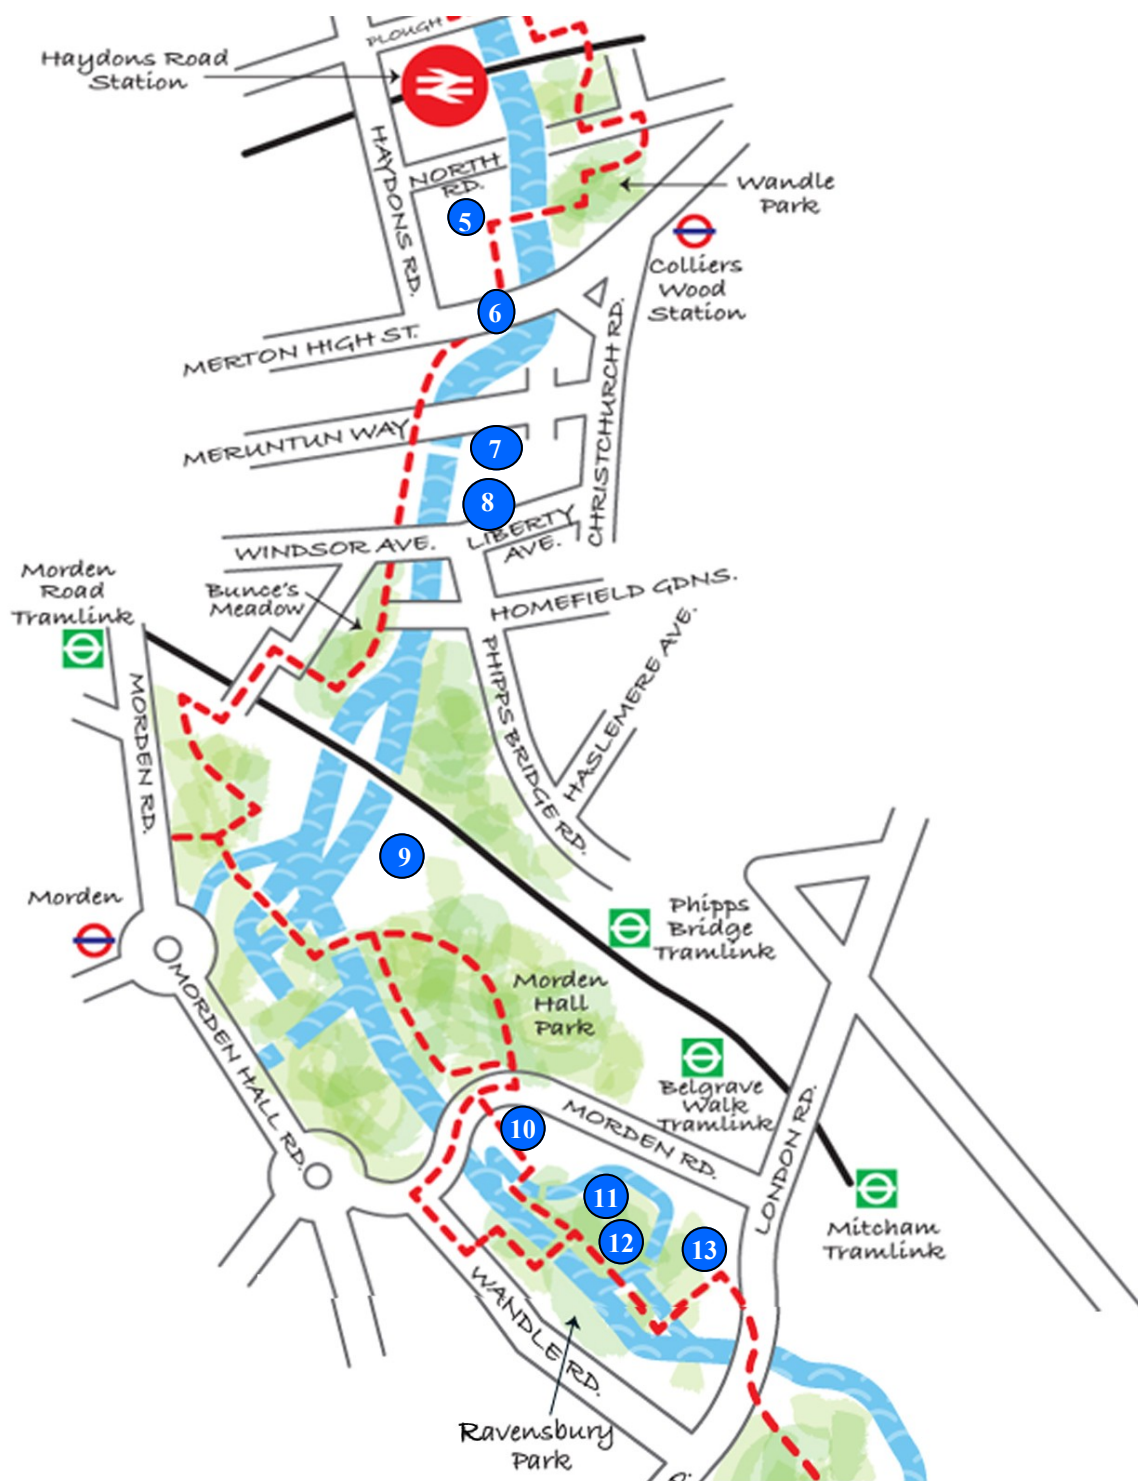 PLOUGH
Haydons Road
Station
HAYDONS RD.
NORTH
RD.
Wandle
Park
5
Colliers
Wood
Station
6
MERTON HIGH ST.
CHRISTCHURCH RD.
MERUNTUN WAY
7
8
LIBERTY
AVE.
WINDSOR AVE.
Morden
Road
Tramlink
Bunce's
Meadow
HOMEFIELD GDNS.
PHIPPS BRIDGE RD.
HASLEMERE AVE.
MORDEN RD.
9
Morden
Phipps
Bridge
Tramlink
Morden
Hall
Park
MORDEN HALL RD.
Belgrave
Walk
Tramlink
10
MORDEN RD.
LONDON RD.
11
12
13
Mitcham
Tramlink
WANDLE RD.
Ravensbury
Park